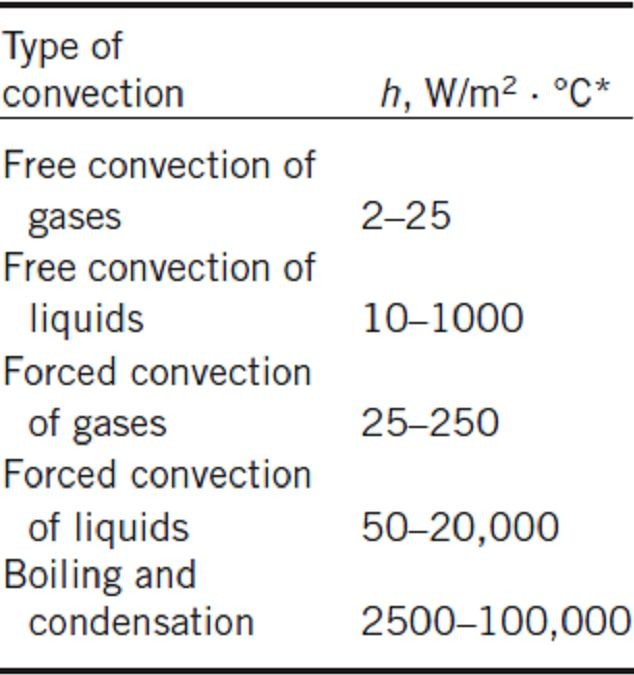 Type of
convection h, W/m² · °C*
Free convection of
gases 2–25
Free convection of
liquids 10–1000
Forced convection
of gases 25–250
Forced convection
of liquids 50–20,000
Boiling and
condensation 2500–100,000